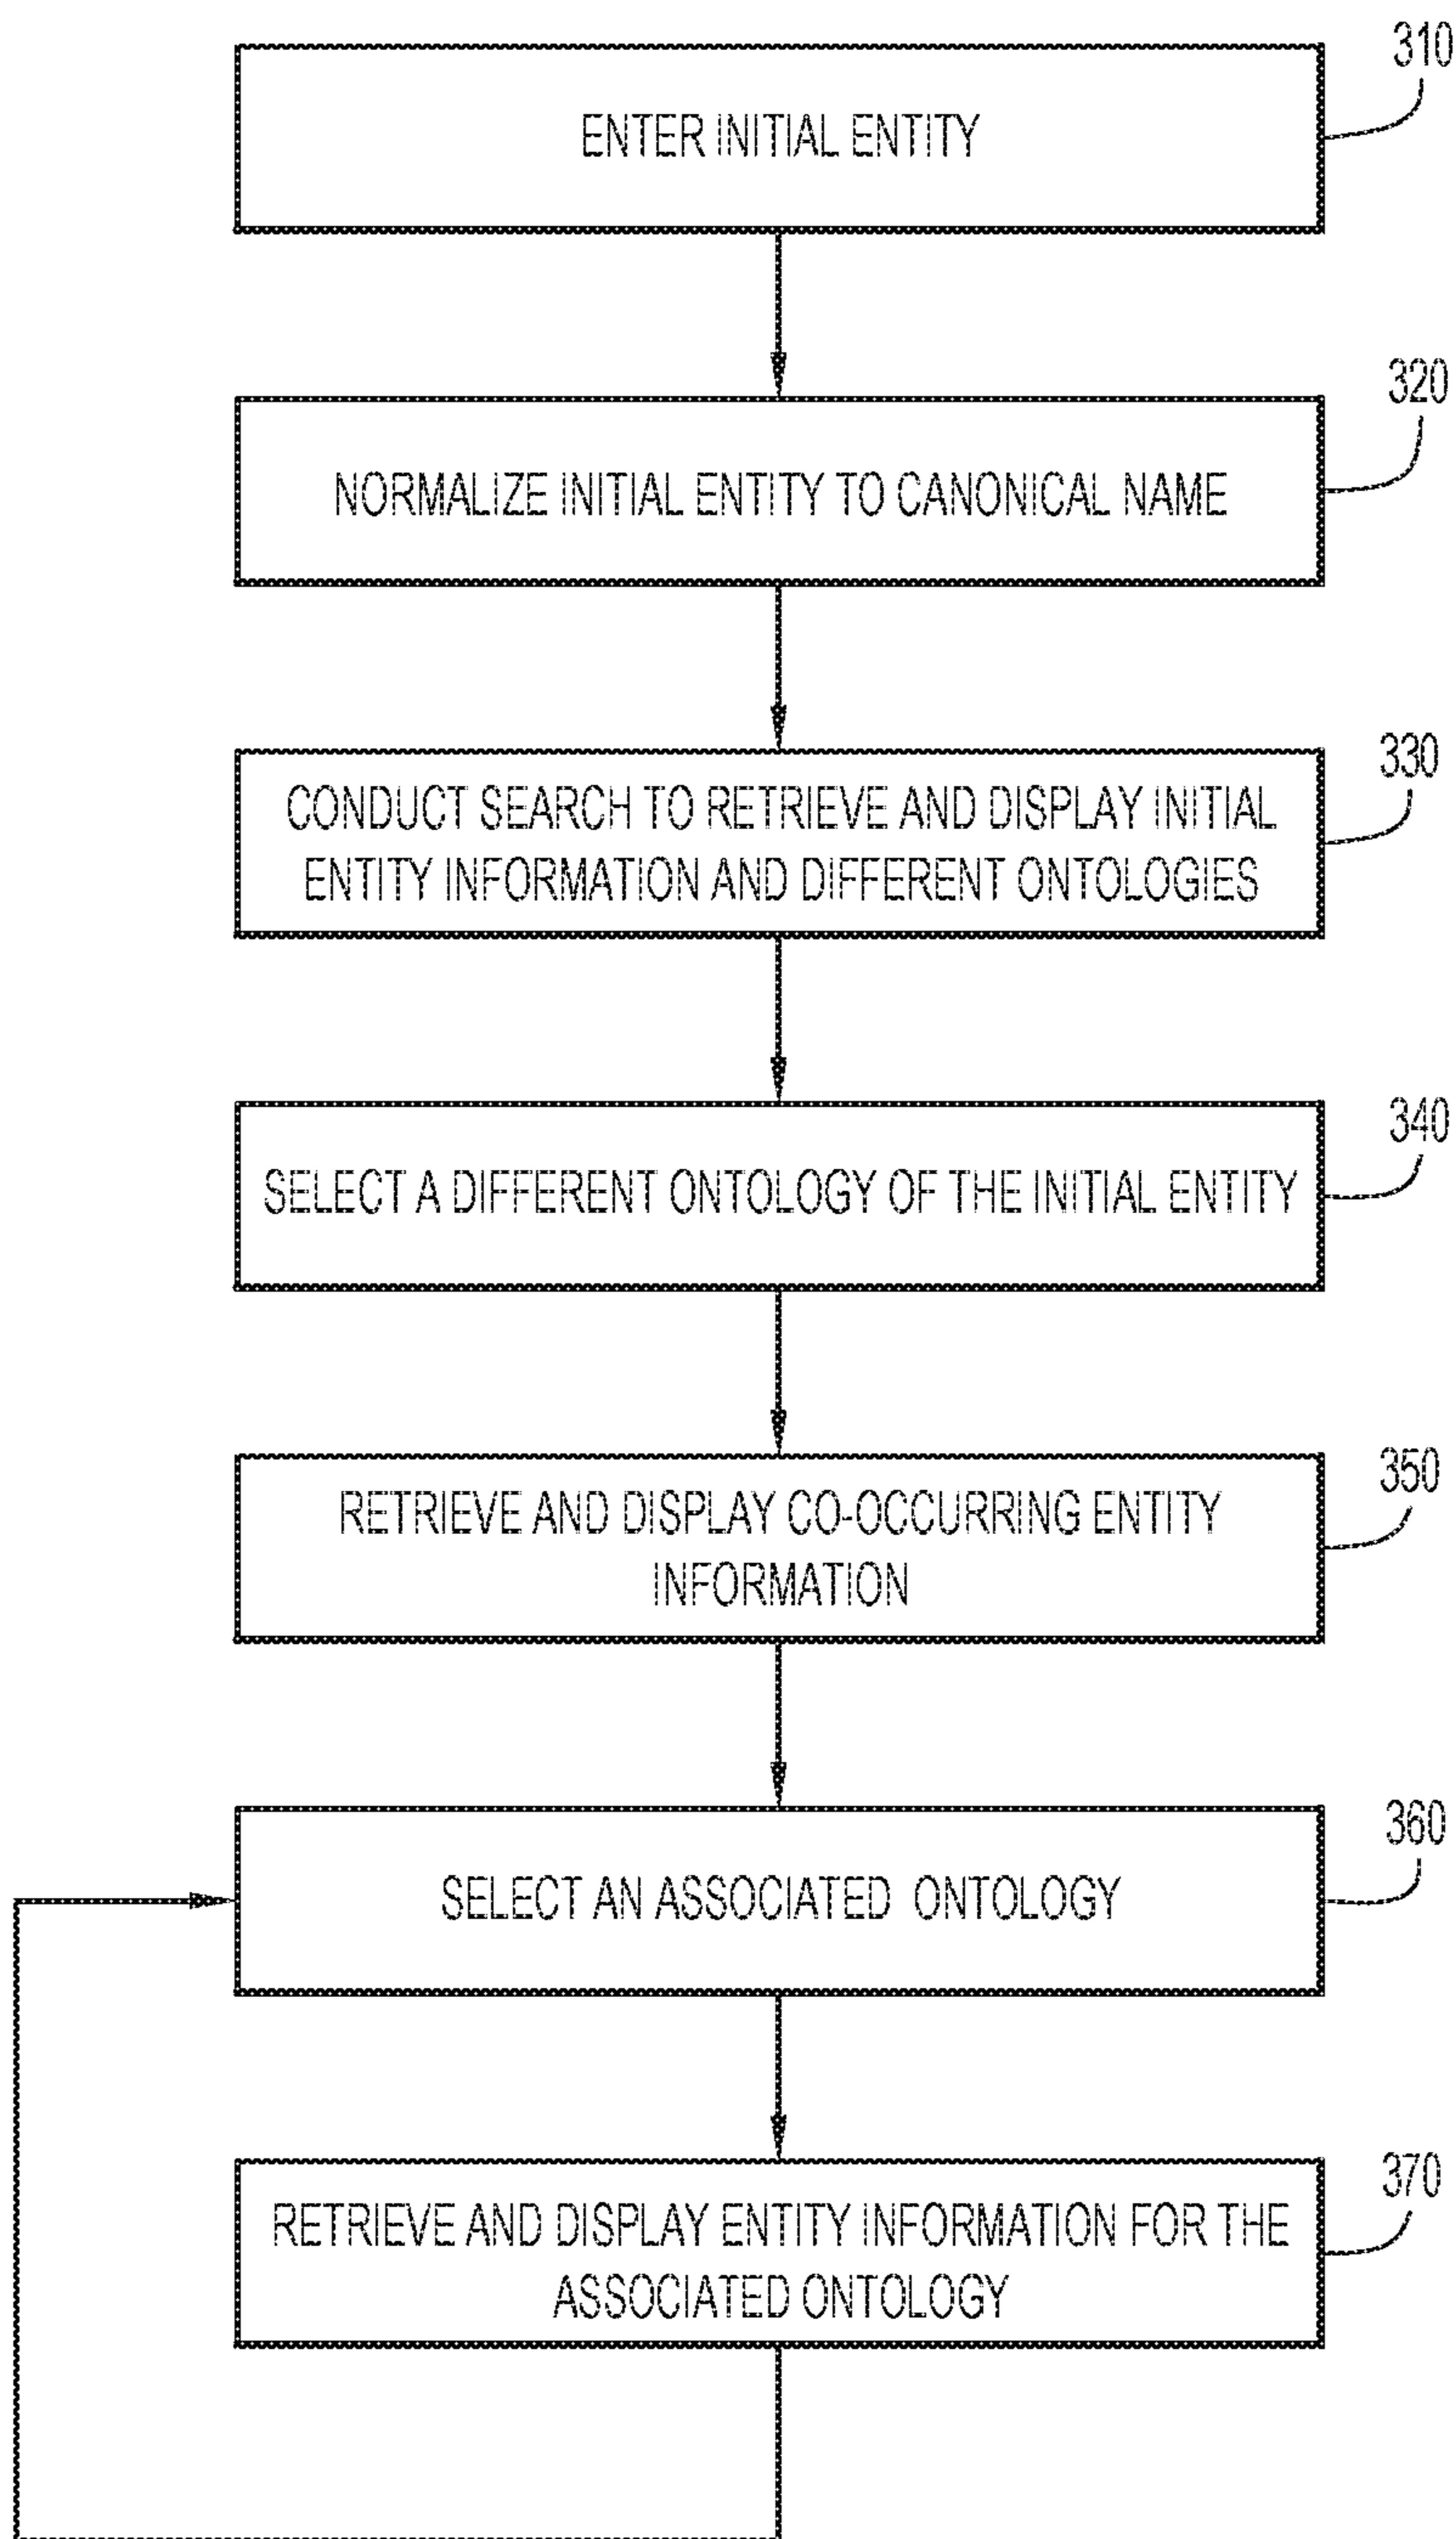 310
ENTER INITIAL ENTITY
320
NORMALIZE INITIAL ENTITY TO CANONICAL NAME
330
CONDUCT SEARCH TO RETRIEVE AND DISPLAY INITIAL
ENTITY INFORMATION AND DIFFERENT ONTOLOGIES
340
SELECT A DIFFERENT ONTOLOGY OF THE INITIAL ENTITY
350
RETRIEVE AND DISPLAY CO-OCCURRING ENTITY
INFORMATION
360
SELECT AN ASSOCIATED ONTOLOGY
370
RETRIEVE AND DISPLAY ENTITY INFORMATION FOR THE
ASSOCIATED ONTOLOGY